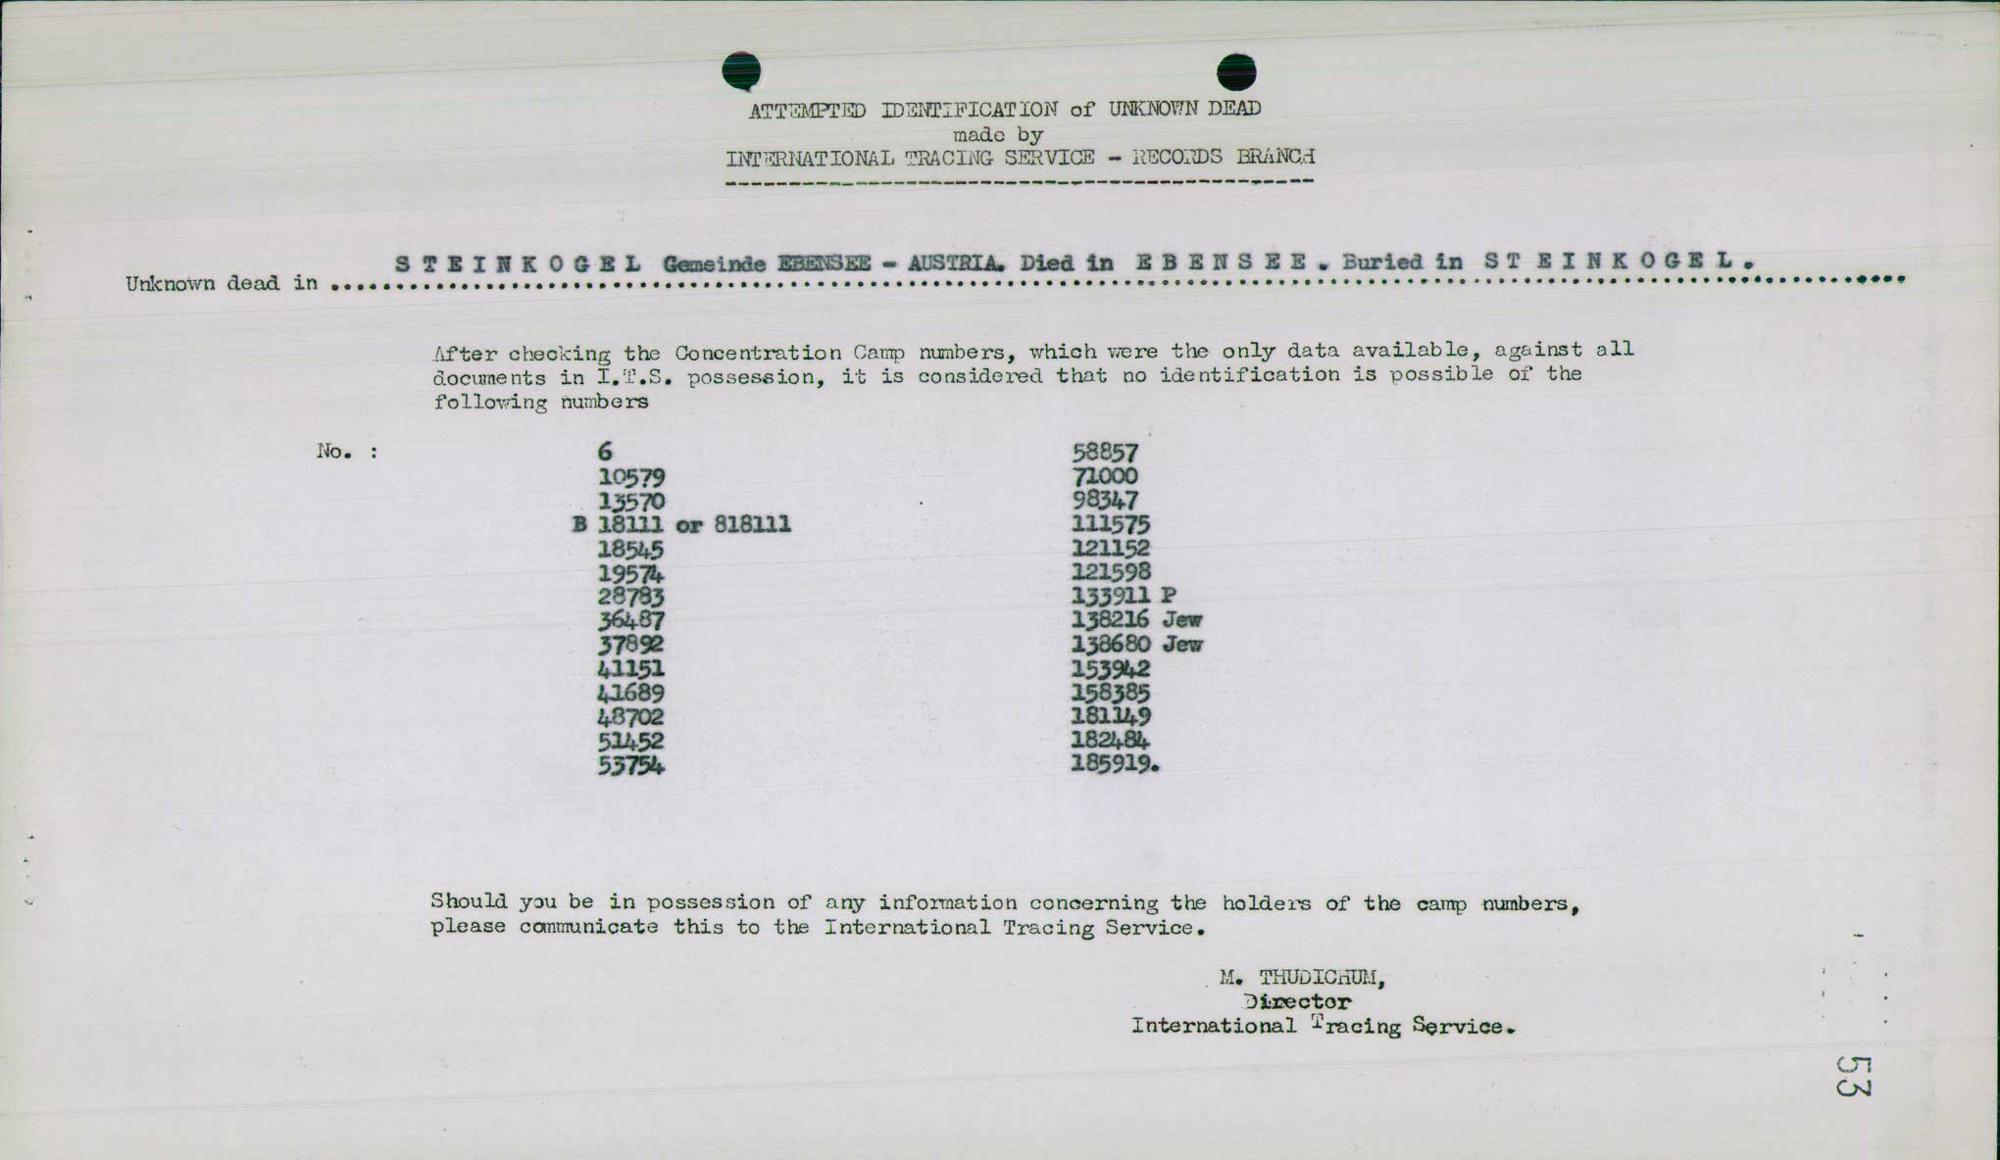 ATTEMPTED IDENTIFICATION of UNKNOWN DEAD
made by
INTERNATIONAL TRACING SERVICE - RECORDS BRANCH
Unknown dead in ..... S T E I N K O G E L Gemeinde EBENSEE - AUSTRIA. Died in E B E N S E E . Buried in S T E I N K O G E L .
After checking the Concentration Camp numbers, which were the only data available, against all
documents in I.T.S. possession, it is considered that no identification is possible of the
following numbers
No. : 6 58857
10579 71000
13570 98347
B 18111 or 818111 111575
18545 121152
19574 121598
28783 133911 P
36487 138216 Jew
37892 138680 Jew
41151 153942
41689 158385
48702 181149
51452 182484
53754 185919.
Should you be in possession of any information concerning the holders of the camp numbers,
please communicate this to the International Tracing Service.
M. THUDICHUM,
Director
International Tracing Service.
53